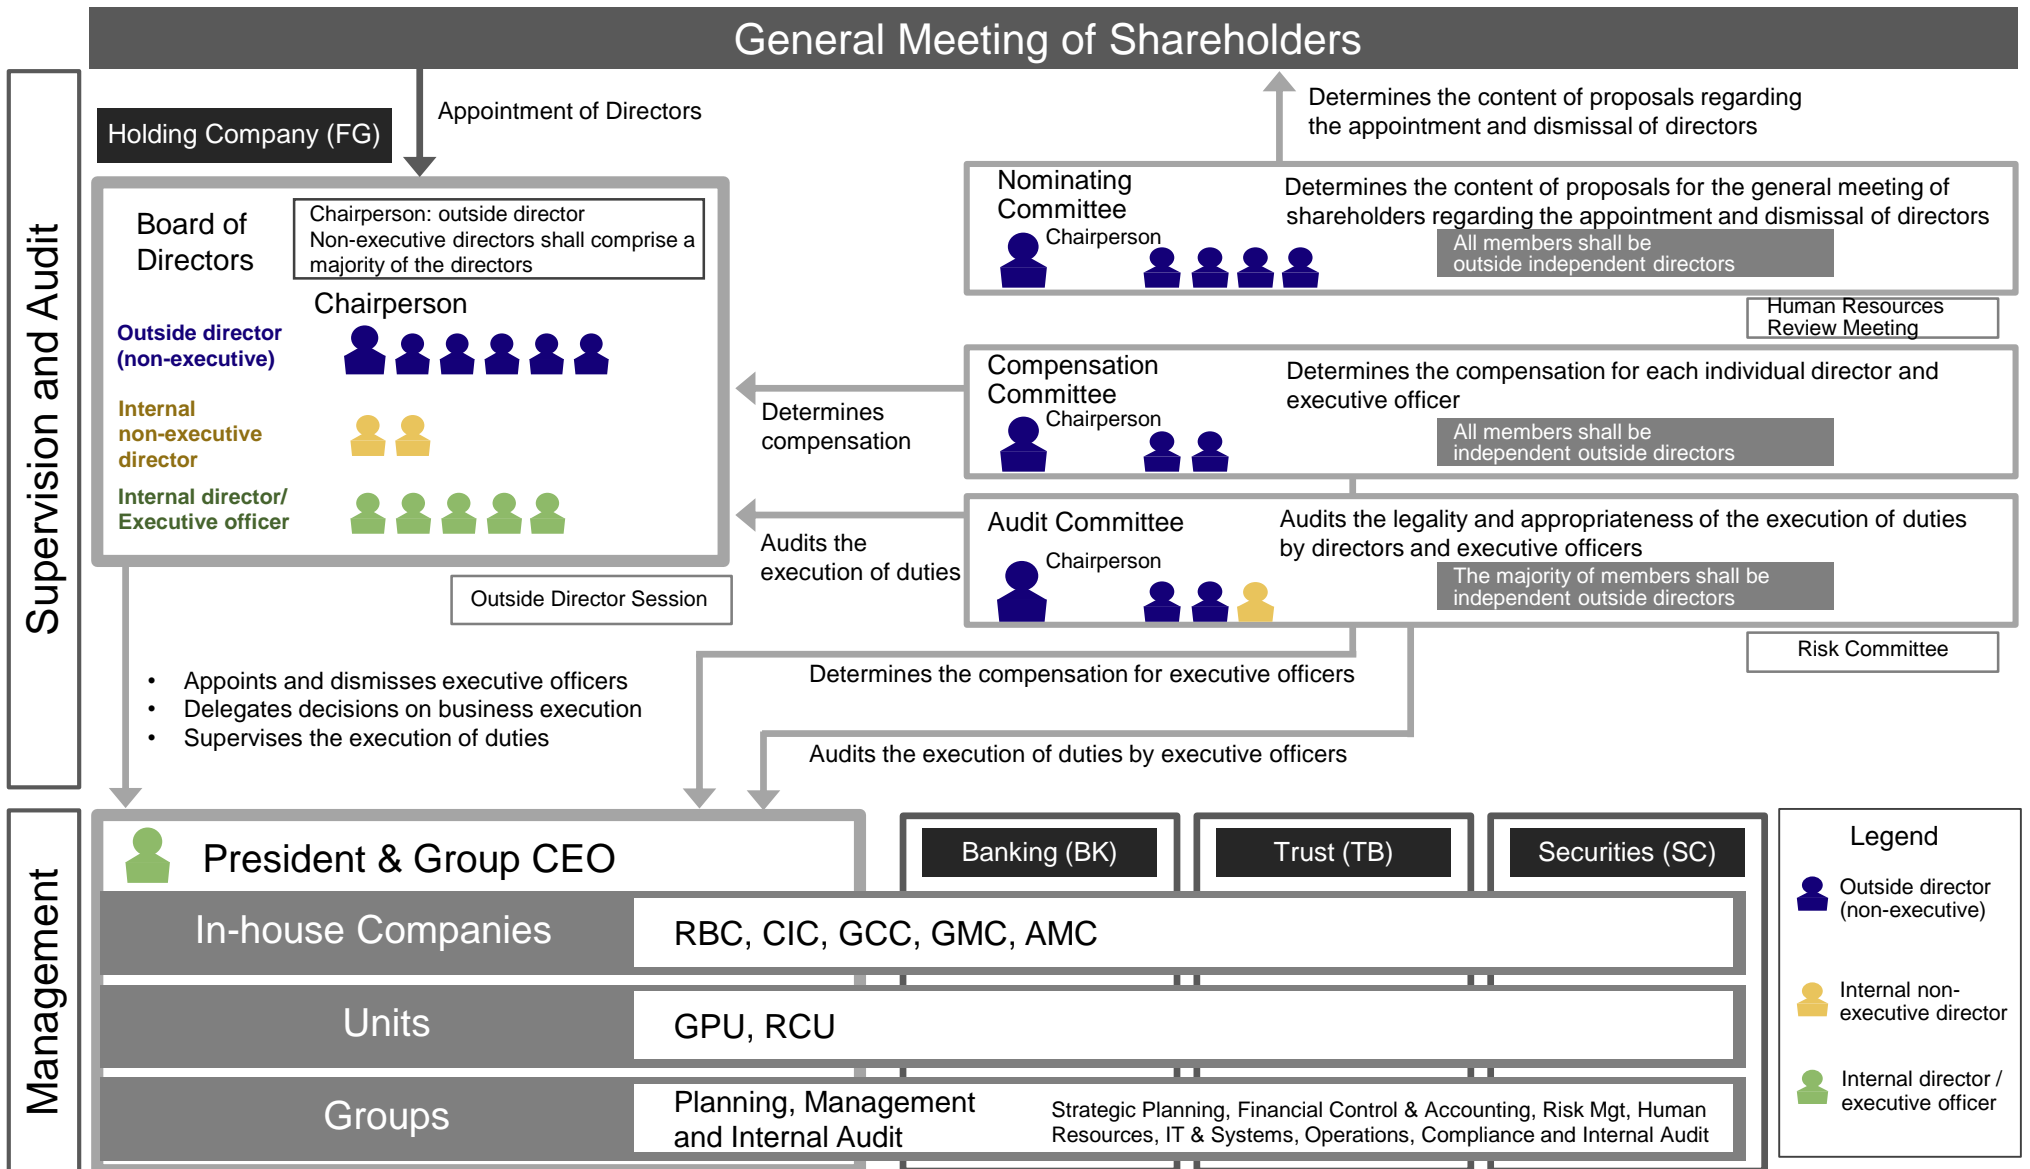 General Meeting of Shareholders
Supervision and Audit
Holding Company (FG)
Appointment of Directors
Determines the content of proposals regarding
the appointment and dismissal of directors
Board of
Directors
Chairperson: outside director
Non-executive directors shall comprise a
majority of the directors
Chairperson
Outside director
(non-executive)
Internal
non-executive
director
Internal director/
Executive officer
Outside Director Session
Nominating
Committee
Chairperson
Determines the content of proposals for the general meeting of
shareholders regarding the appointment and dismissal of directors
All members shall be
outside independent directors
Human Resources
Review Meeting
Determines
compensation
Compensation
Committee
Chairperson
Determines the compensation for each individual director and
executive officer
All members shall be
independent outside directors
Audits the
execution of duties
Audit Committee
Chairperson
Audits the legality and appropriateness of the execution of duties
by directors and executive officers
The majority of members shall be
independent outside directors
Risk Committee
• Appoints and dismisses executive officers
• Delegates decisions on business execution
• Supervises the execution of duties
Determines the compensation for executive officers
Audits the execution of duties by executive officers
Management
President & Group CEO
Banking (BK)
Trust (TB)
Securities (SC)
In-house Companies
RBC, CIC, GCC, GMC, AMC
Units
GPU, RCU
Groups
Planning, Management
and Internal Audit
Strategic Planning, Financial Control & Accounting, Risk Mgt, Human
Resources, IT & Systems, Operations, Compliance and Internal Audit
Legend
Outside director
(non-executive)
Internal non-
executive director
Internal director /
executive officer